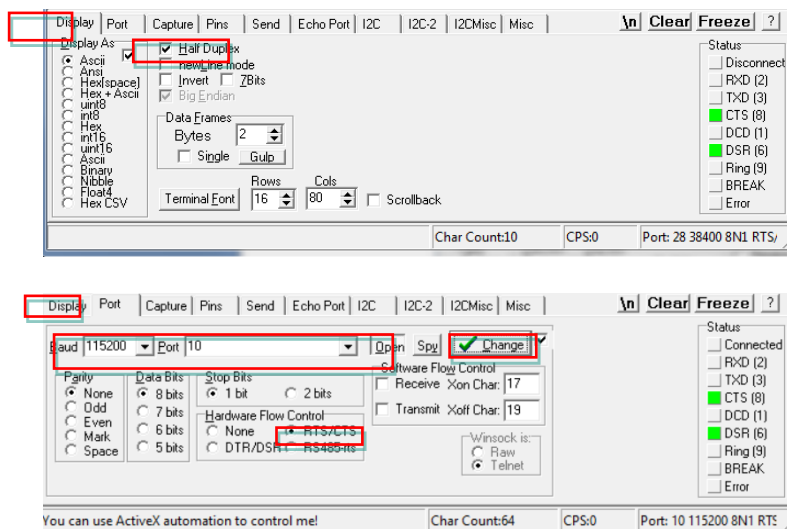 Display Port Capture Pins Send Echo Port I2C I2C-2 I2CMisc Misc \n Clear Freeze ?
Display As
Ascii
Ansi
Hex[space]
Hex + Ascii
uint8
int8
Hex
int16
uint16
Ascii
Binary
Nibble
Float4
Hex CSV
Half Duplex
newLine mode
Invert 7Bits
Big Endian
Data Frames
Bytes 2
Single Gulp
Rows Cols
Terminal Font 16 80 Scrollback
Status
Disconnect
RXD (2)
TXD (3)
CTS (8)
DCD (1)
DSR (6)
Ring (9)
BREAK
Error
Char Count:10 CPS:0 Port: 28 38400 8N1 RTS/
Display Port Capture Pins Send Echo Port I2C I2C-2 I2CMisc Misc \n Clear Freeze ?
Baud 115200 Port 10 Open Spy Change
Parity
None
Odd
Even
Mark
Space
Data Bits
8 bits
7 bits
6 bits
5 bits
Stop Bits
1 bit 2 bits
Hardware Flow Control
None RTS/CTS
DTR/DSR RS485-rts
Software Flow Control
Receive Xon Char: 17
Transmit Xoff Char: 19
Winsock is:
Raw
Telnet
Status
Connected
RXD (2)
TXD (3)
CTS (8)
DCD (1)
DSR (6)
Ring (9)
BREAK
Error
You can use ActiveX automation to control me! Char Count:64 CPS:0 Port: 10 115200 8N1 RTS